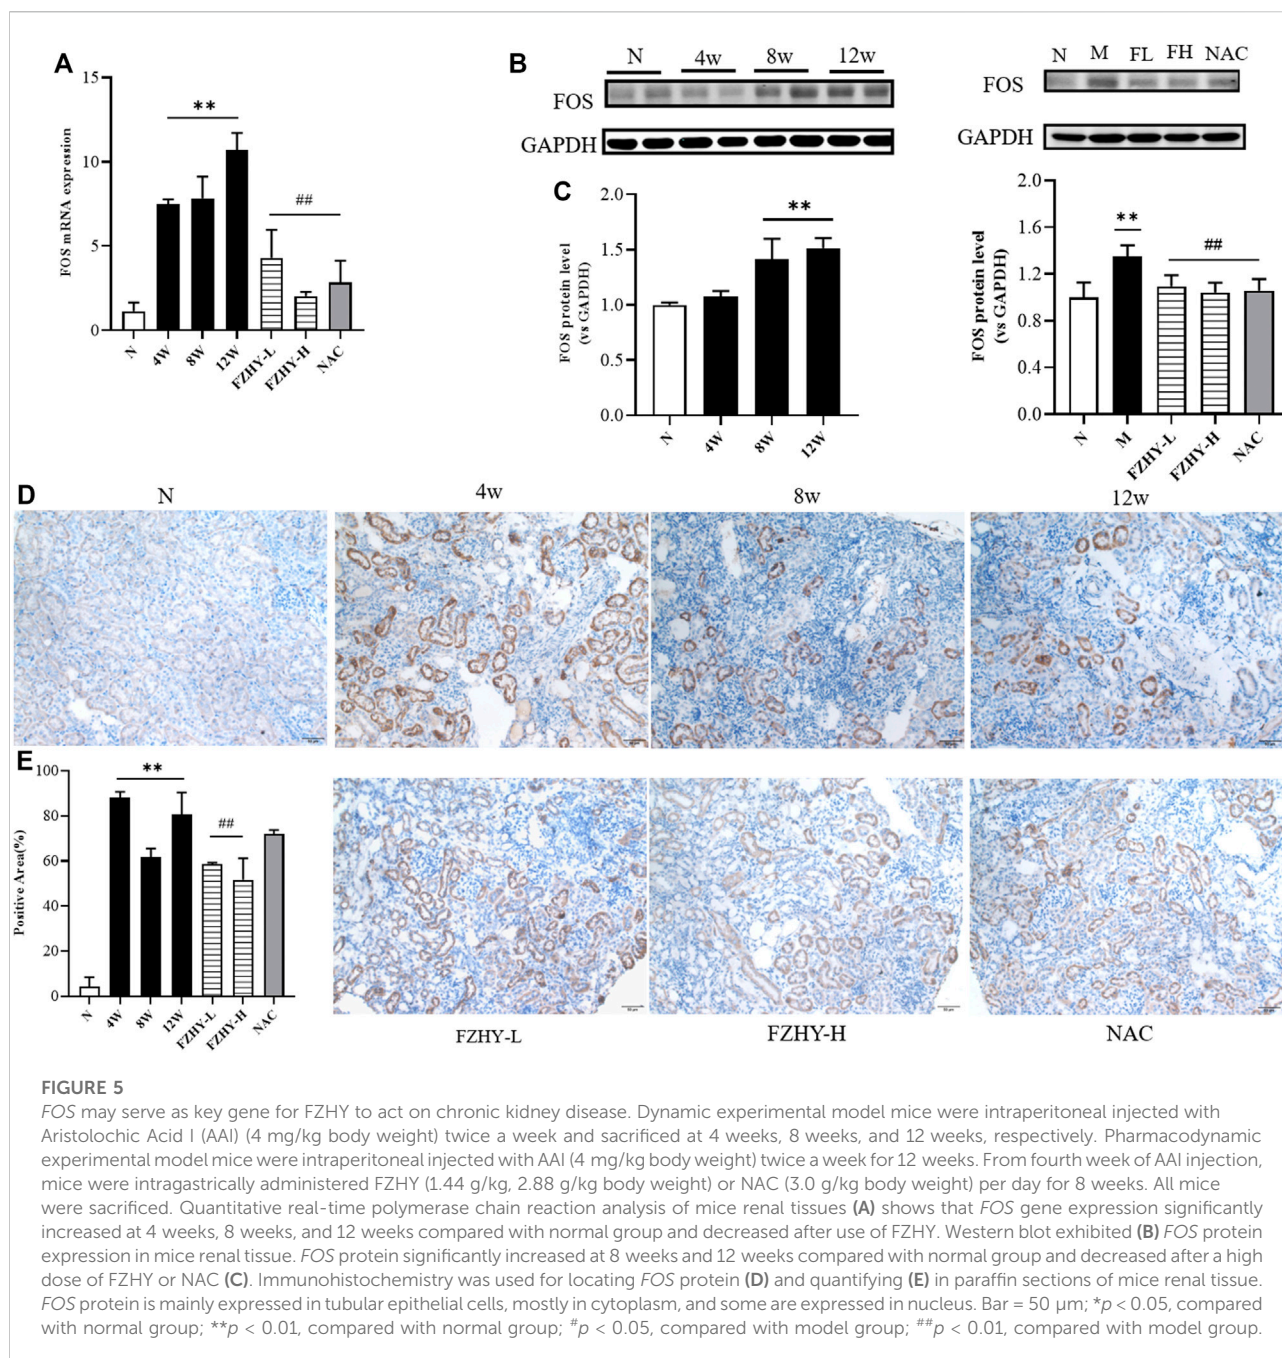 A
FOS mRNA expression
15
10
5
0
**
##
N
4W
8W
12W
FZHY-L
FZHY-H
NAC
B
N 4w 8w 12w
FOS
GAPDH
N M FL FH NAC
FOS
GAPDH
C
FOS protein level
(vs GAPDH)
2.0
1.5
1.0
0.5
0.0
**
N
4W
8W
12W
FOS protein level
(vs GAPDH)
2.0
1.6
1.2
0.8
0.4
0.0
**
##
N
M
FZHY-L
FZHY-H
NAC
D
N
4w
8w
12w
E
Positive Area(%)
100
80
60
40
20
0
**
##
N
4W
8W
12W
FZHY-L
FZHY-H
NAC
FZHY-L
FZHY-H
NAC
FIGURE 5
FOS may serve as key gene for FZHY to act on chronic kidney disease. Dynamic experimental model mice were intraperitoneal injected with
Aristolochic Acid I (AAI) (4 mg/kg body weight) twice a week and sacrificed at 4 weeks, 8 weeks, and 12 weeks, respectively. Pharmacodynamic
experimental model mice were intraperitoneal injected with AAI (4 mg/kg body weight) twice a week for 12 weeks. From fourth week of AAI injection,
mice were intragastrically administered FZHY (1.44 g/kg, 2.88 g/kg body weight) or NAC (3.0 g/kg body weight) per day for 8 weeks. All mice
were sacrificed. Quantitative real-time polymerase chain reaction analysis of mice renal tissues (A) shows that FOS gene expression significantly
increased at 4 weeks, 8 weeks, and 12 weeks compared with normal group and decreased after use of FZHY. Western blot exhibited (B) FOS protein
expression in mice renal tissue. FOS protein significantly increased at 8 weeks and 12 weeks compared with normal group and decreased after a high
dose of FZHY or NAC (C). Immunohistochemistry was used for locating FOS protein (D) and quantifying (E) in paraffin sections of mice renal tissue.
FOS protein is mainly expressed in tubular epithelial cells, mostly in cytoplasm, and some are expressed in nucleus. Bar = 50 μm; *p < 0.05, compared
with normal group; **p < 0.01, compared with normal group; #p < 0.05, compared with model group; ##p < 0.01, compared with model group.